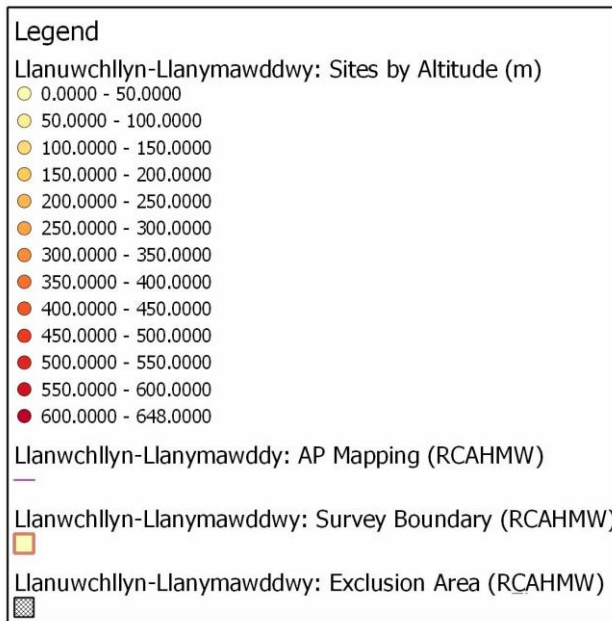 Legend
Llanuwchllyn-Llanymawddwy: Sites by Altitude (m)
0.0000 - 50.0000
50.0000 - 100.0000
100.0000 - 150.0000
150.0000 - 200.0000
200.0000 - 250.0000
250.0000 - 300.0000
300.0000 - 350.0000
350.0000 - 400.0000
400.0000 - 450.0000
450.0000 - 500.0000
500.0000 - 550.0000
550.0000 - 600.0000
600.0000 - 648.0000
Llanwchllyn-Llanymawddy: AP Mapping (RCAHMW)
Llanwchllyn-Llanymawddwy: Survey Boundary (RCAHMW)
Llanuwchllyn-Llanymawddwy: Exclusion Area (RCAHMW)